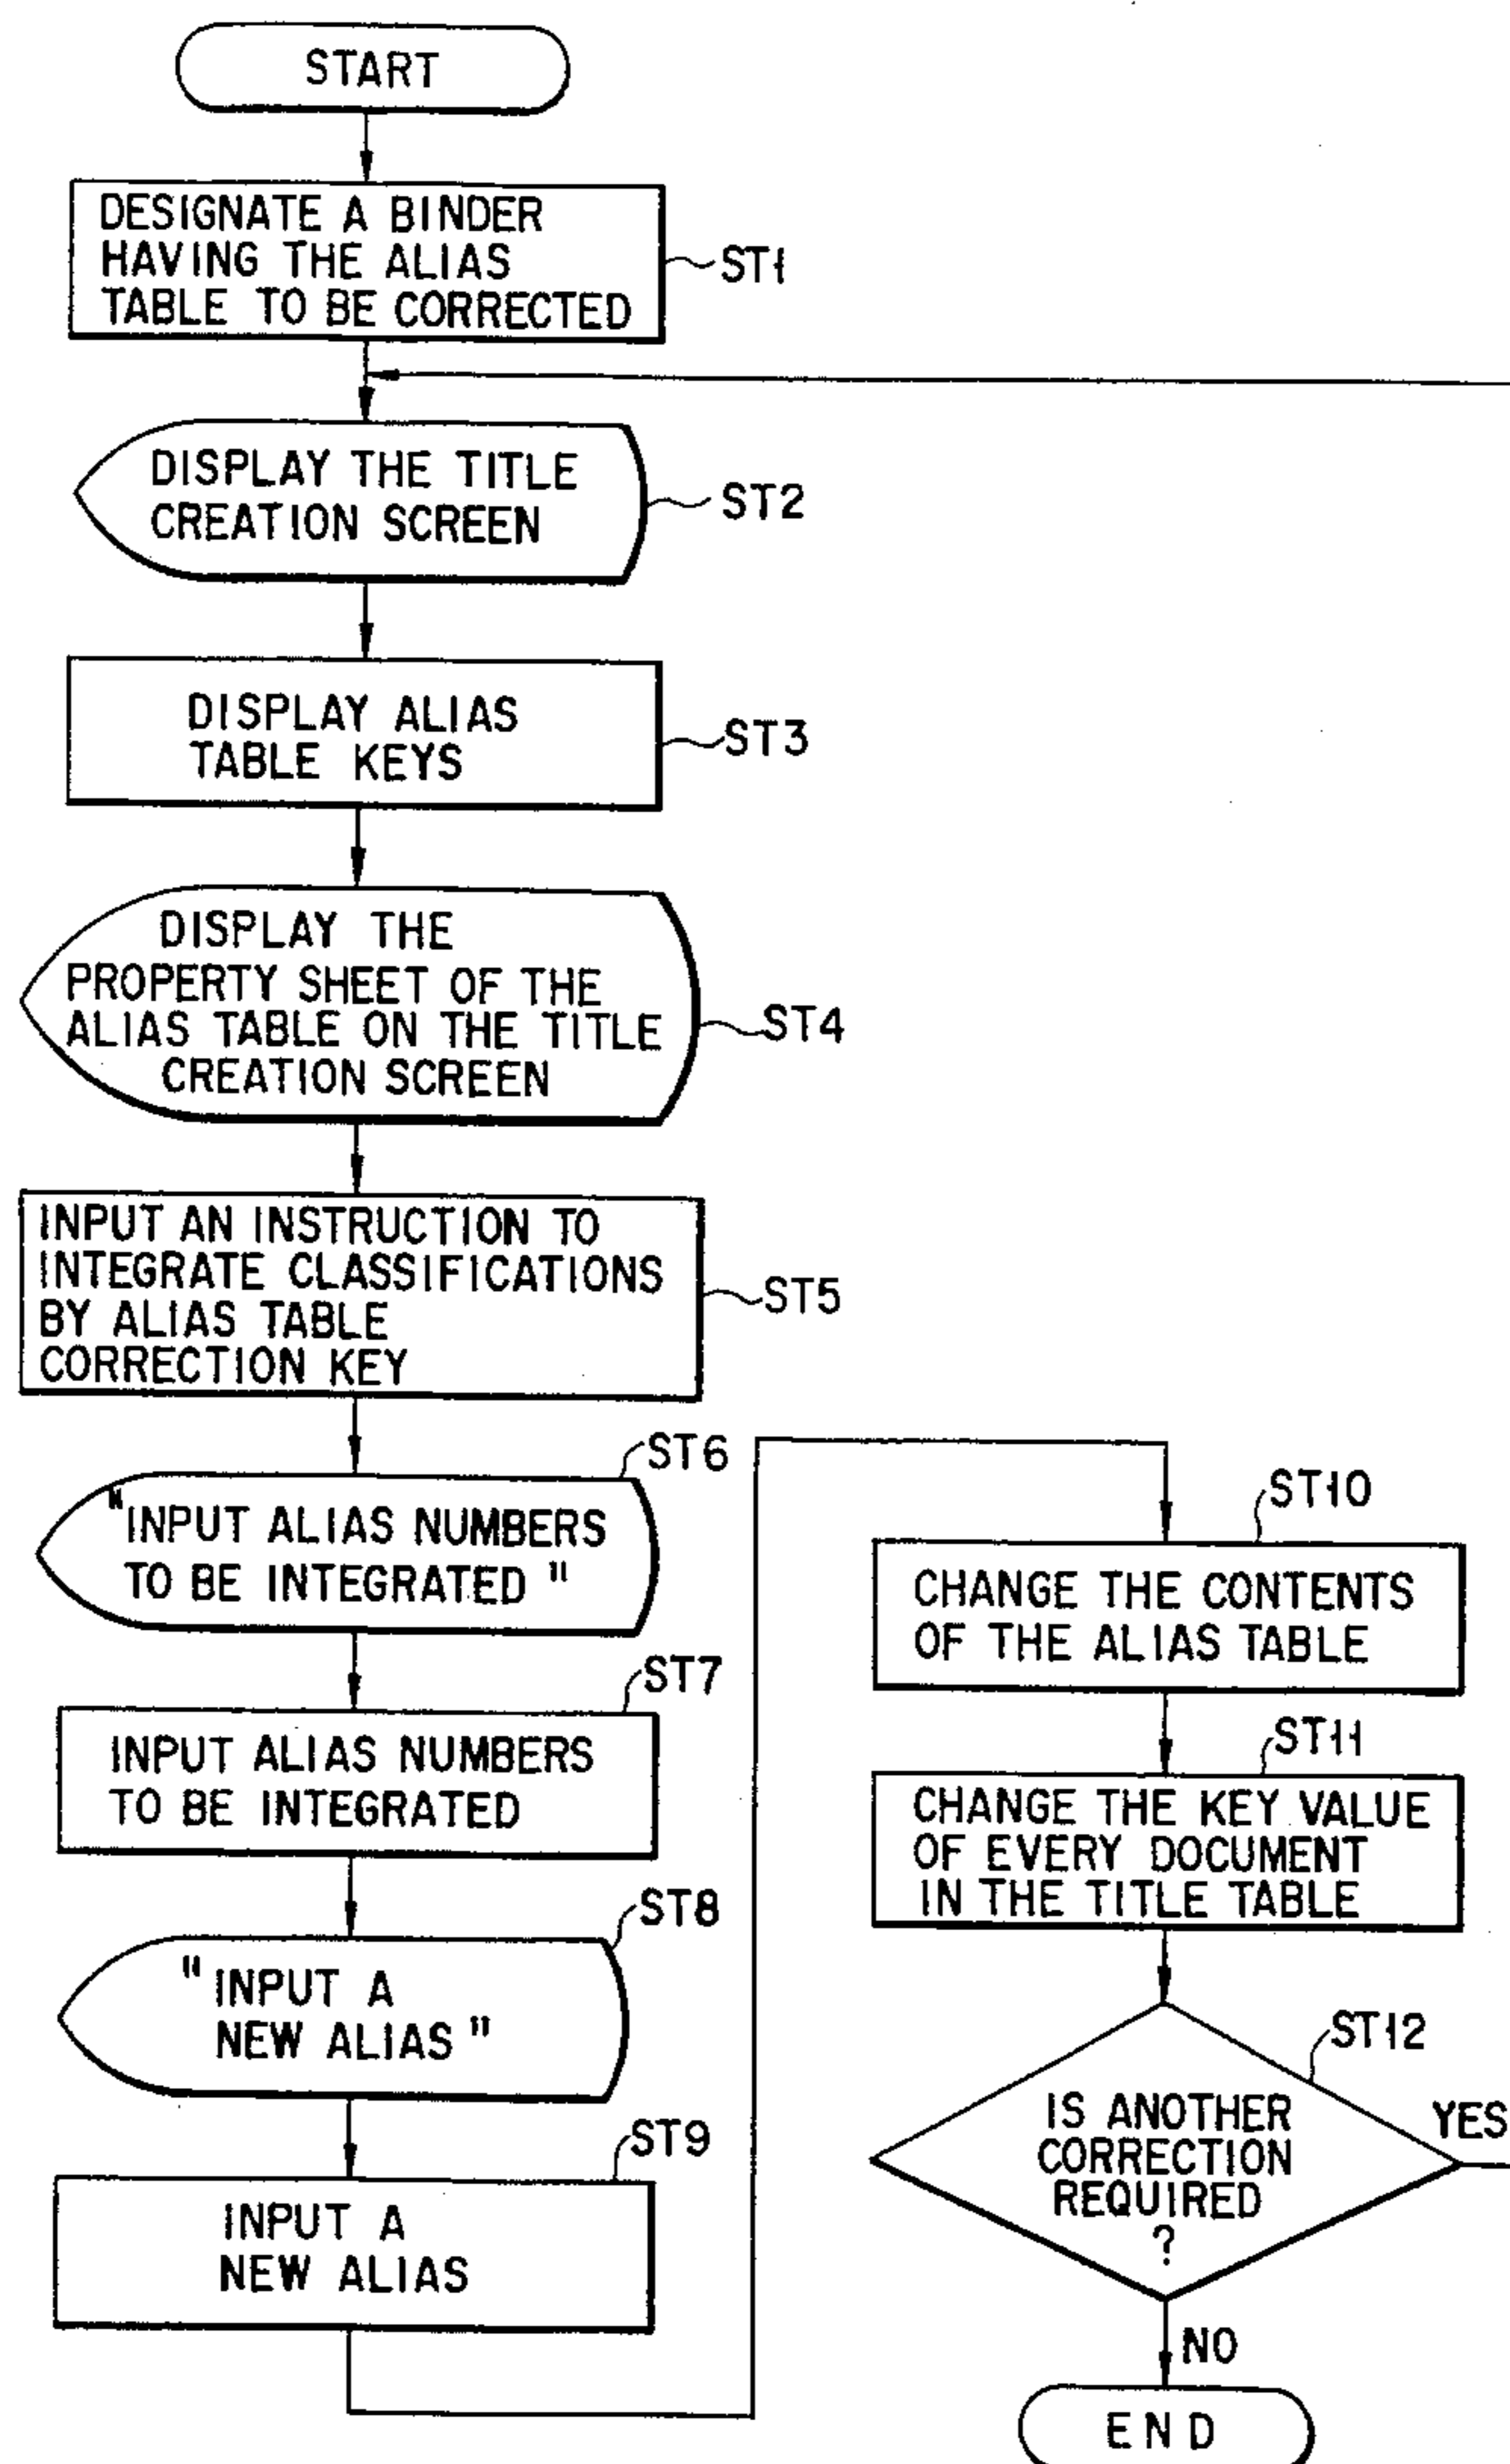 START
DESIGNATE A BINDER
HAVING THE ALIAS
TABLE TO BE CORRECTED
ST1
DISPLAY THE TITLE
CREATION SCREEN
ST2
DISPLAY ALIAS
TABLE KEYS
ST3
DISPLAY THE
PROPERTY SHEET OF THE
ALIAS TABLE ON THE TITLE
CREATION SCREEN
ST4
INPUT AN INSTRUCTION TO
INTEGRATE CLASSIFICATIONS
BY ALIAS TABLE
CORRECTION KEY
ST5
ST6
"INPUT ALIAS NUMBERS
TO BE INTEGRATED"
ST7
INPUT ALIAS NUMBERS
TO BE INTEGRATED
ST8
"INPUT A
NEW ALIAS"
ST9
INPUT A
NEW ALIAS
ST10
CHANGE THE CONTENTS
OF THE ALIAS TABLE
ST11
CHANGE THE KEY VALUE
OF EVERY DOCUMENT
IN THE TITLE TABLE
ST12
IS ANOTHER
CORRECTION
REQUIRED
?
YES
NO
END